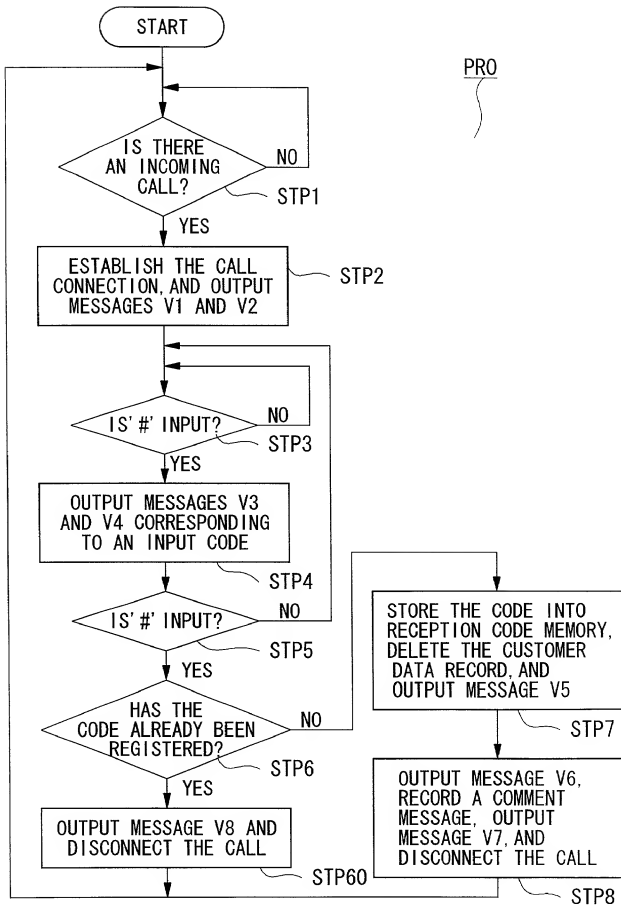 START
PRO
IS THERE
AN INCOMING
CALL?
NO
STP1
YES
ESTABLISH THE CALL
CONNECTION, AND OUTPUT
MESSAGES V1 AND V2
STP2
IS'#'INPUT?
NO
STP3
YES
OUTPUT MESSAGES V3
AND V4 CORRESPONDING
TO AN INPUT CODE
STP4
IS'#'INPUT?
NO
STP5
YES
HAS THE
CODE ALREADY BEEN
REGISTERED?
NO
STP6
YES
OUTPUT MESSAGE V8 AND
DISCONNECT THE CALL
STP60
STORE THE CODE INTO
RECEPTION CODE MEMORY,
DELETE THE CUSTOMER
DATA RECORD, AND
OUTPUT MESSAGE V5
STP7
OUTPUT MESSAGE V6,
RECORD A COMMENT
MESSAGE, OUTPUT
MESSAGE V7, AND
DISCONNECT THE CALL
STP8